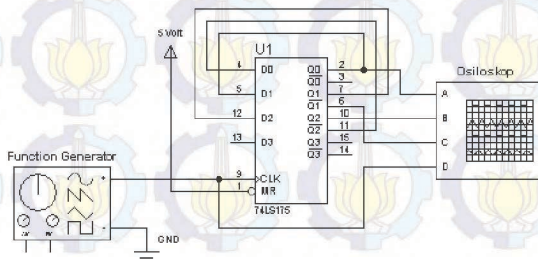 5 Volt
U1
4 D0 Q0 2
Q0 3
5 D1 Q1 7
Q1 6
12 D2 Q2 10
Q2 11
13 D3 Q3 15
Q3 14
9 CLK
1 MR
74LS175
Osiloskop
A
B
C
D
Function Generator
GND